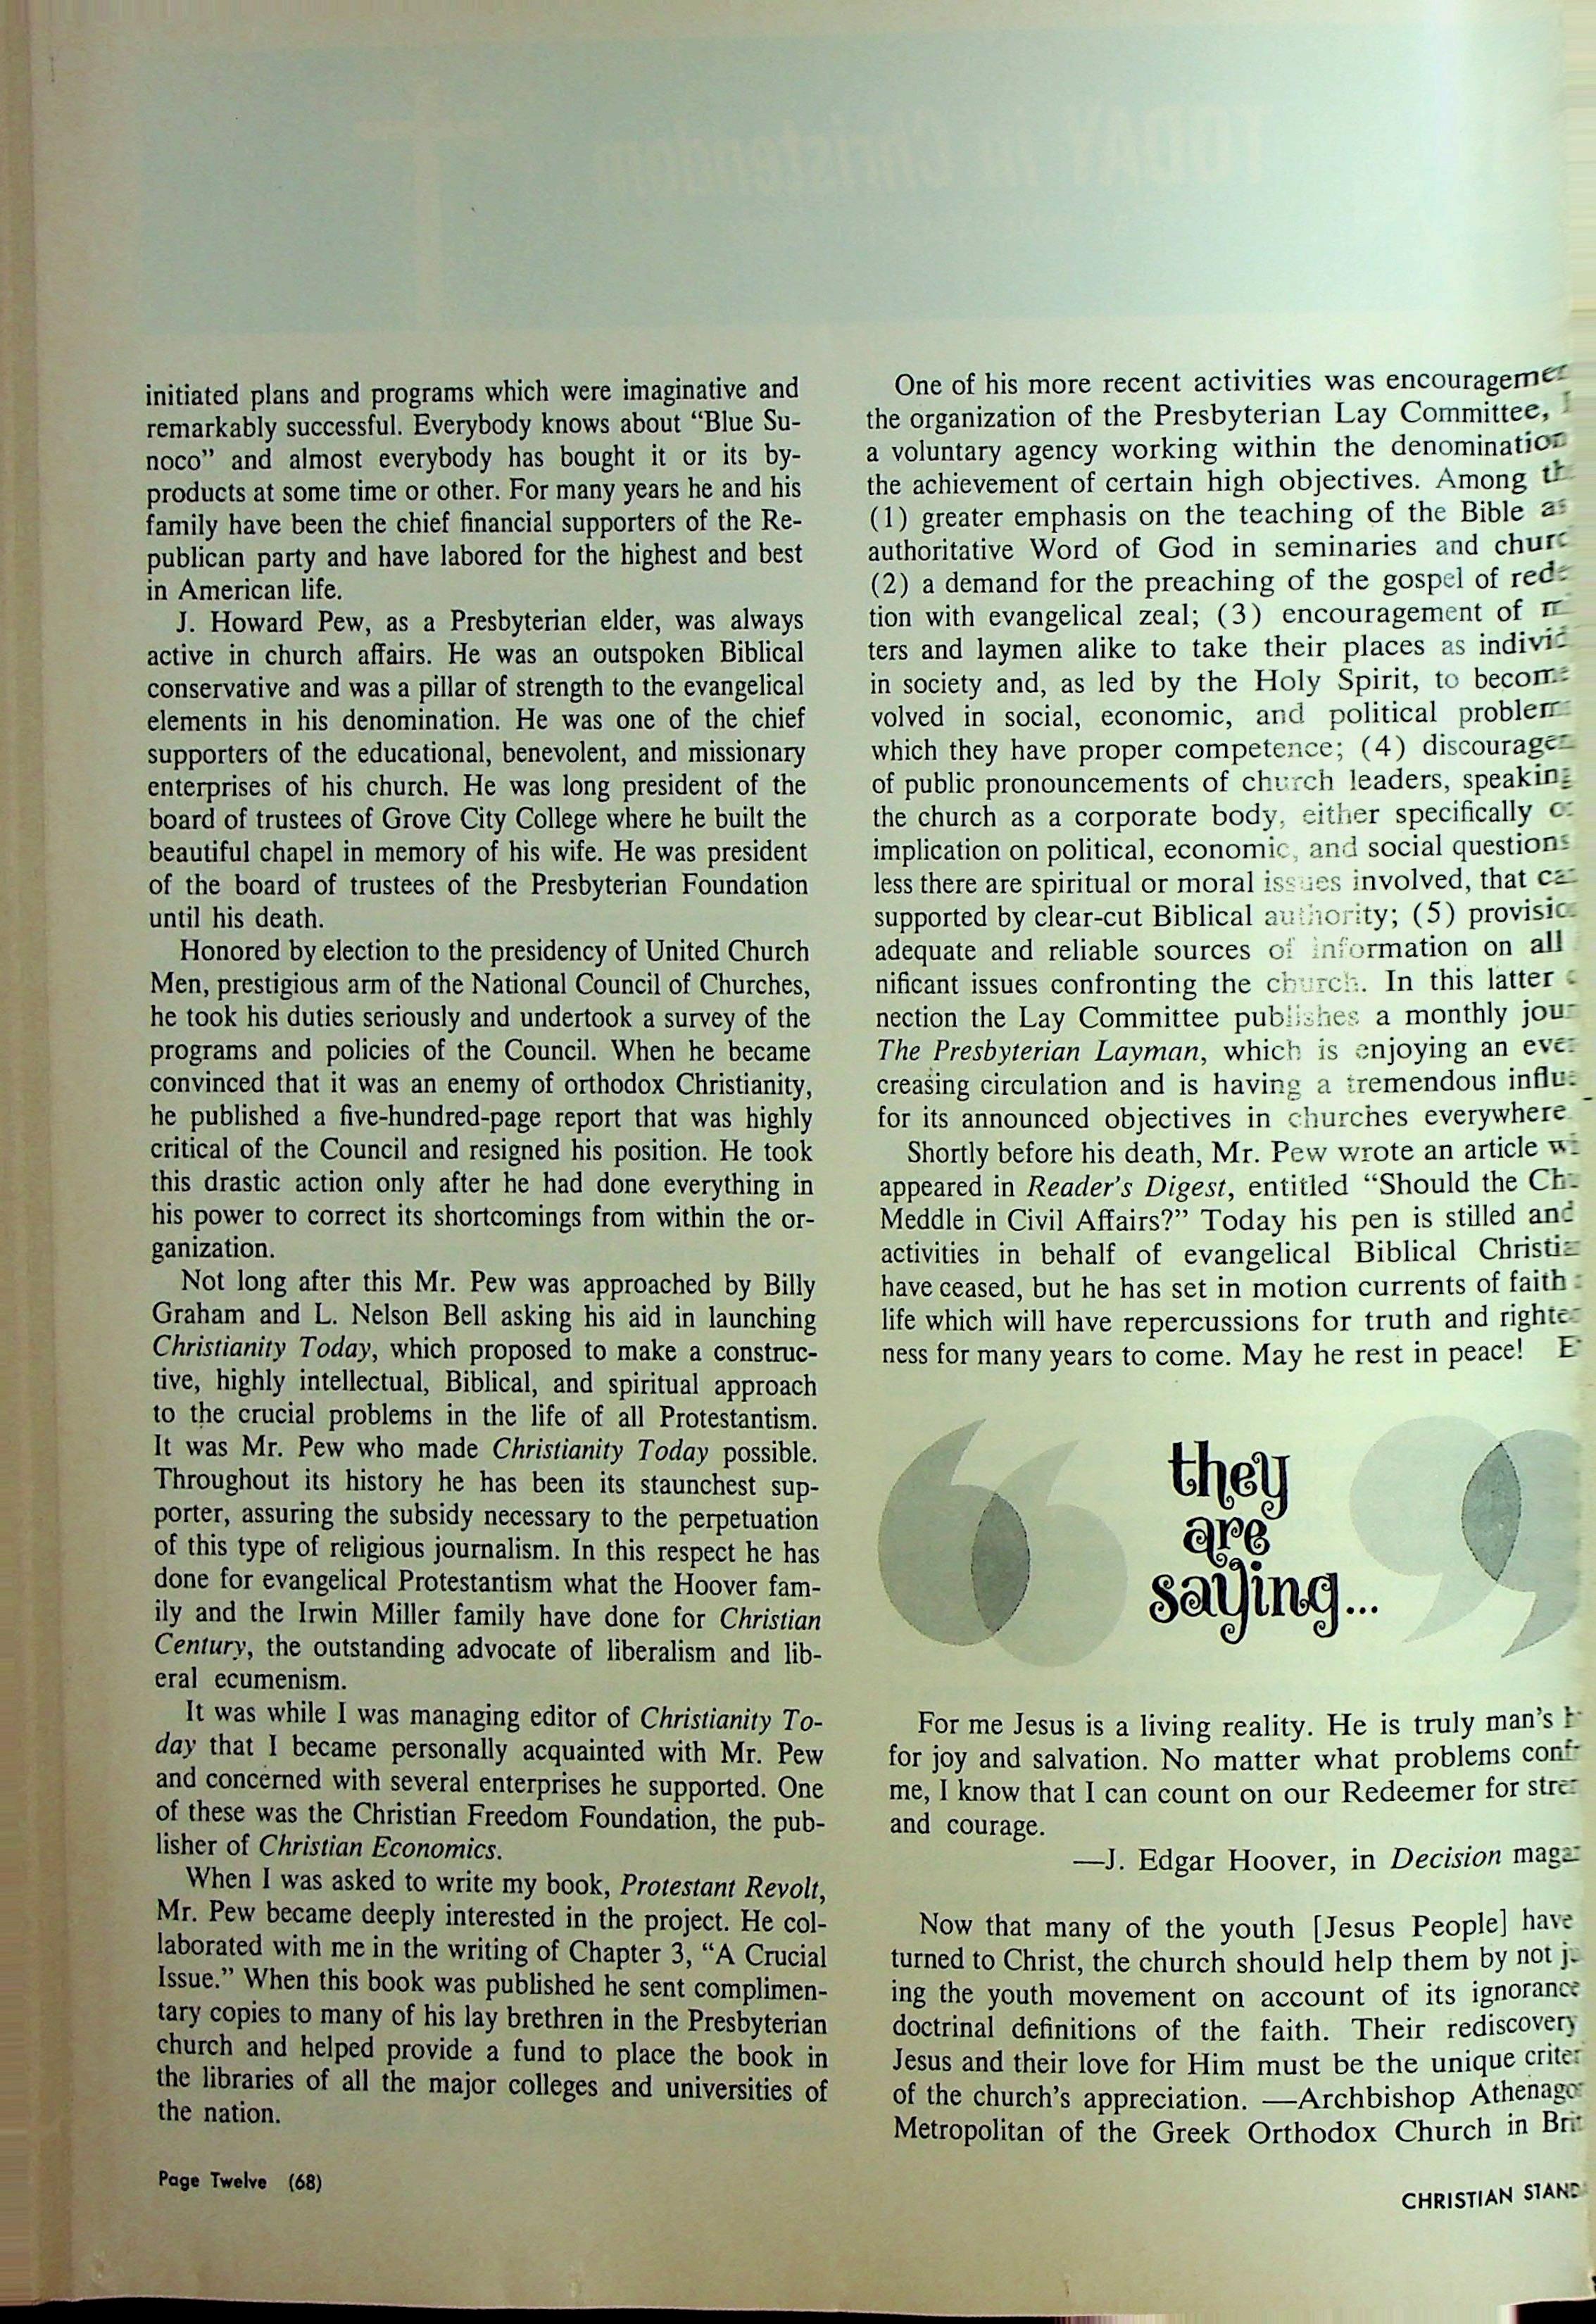 initiated plans and programs which were imaginative and
remarkably successful. Everybody knows about "Blue Su-
noco" and almost everybody has bought it or its by-
products at some time or other. For many years he and his
family have been the chief financial supporters of the Re-
publican party and have labored for the highest and best
in American life.
J. Howard Pew, as a Presbyterian elder, was always
active in church affairs. He was an outspoken Biblical
conservative and was a pillar of strength to the evangelical
elements in his denomination. He was one of the chief
supporters of the educational, benevolent, and missionary
enterprises of his church. He was long president of the
board of trustees of Grove City College where he built the
beautiful chapel in memory of his wife. He was president
of the board of trustees of the Presbyterian Foundation
until his death.
Honored by election to the presidency of United Church
Men, prestigious arm of the National Council of Churches,
he took his duties seriously and undertook a survey of the
programs and policies of the Council. When he became
convinced that it was an enemy of orthodox Christianity,
he published a five-hundred-page report that was highly
critical of the Council and resigned his position. He took
this drastic action only after he had done everything in
his power to correct its shortcomings from within the or-
ganization.
Not long after this Mr. Pew was approached by Billy
Graham and L. Nelson Bell asking his aid in launching
Christianity Today, which proposed to make a construc-
tive, highly intellectual, Biblical, and spiritual approach
to the crucial problems in the life of all Protestantism.
It was Mr. Pew who made Christianity Today possible.
Throughout its history he has been its staunchest sup-
porter, assuring the subsidy necessary to the perpetuation
of this type of religious journalism. In this respect he has
done for evangelical Protestantism what the Hoover fam-
ily and the Irwin Miller family have done for Christian
Century, the outstanding advocate of liberalism and lib-
eral ecumenism.
It was while I was managing editor of Christianity To-
day that I became personally acquainted with Mr. Pew
and concerned with several enterprises he supported. One
of these was the Christian Freedom Foundation, the pub-
lisher of Christian Economics.
When I was asked to write my book, Protestant Revolt,
Mr. Pew became deeply interested in the project. He col-
laborated with me in the writing of Chapter 3, "A Crucial
Issue." When this book was published he sent complimen-
tary copies to many of his lay brethren in the Presbyterian
church and helped provide a fund to place the book in
the libraries of all the major colleges and universities of
the nation.
One of his more recent activities was
the organization of the Presbyterian Lay Committee,
a voluntary agency working within the denomination
the achievement of certain high objectives. Among
(1) greater emphasis on the teaching of the Bible as
authoritative Word of God in seminaries and
(2) a demand for the preaching of the gospel of
tion with evangelical zeal; (3) encouragement of
ters and laymen alike to take their places as
in society and, as led by the Holy Spirit, to
volved in social, economic, and political
which they have proper competence; (4)
of public pronouncements of church leaders, speaking
the church as a corporate body, either specifically
implication on political, economic, and social questions
less there are spiritual or moral issues involved, that
supported by clear-cut Biblical authority; (5)
adequate and reliable sources of information on all
nificant issues confronting the church. In this latter
nection the Lay Committee publishes a monthly
The Presbyterian Layman, which is enjoying an
creasing circulation and is having a tremendous
for its announced objectives in churches everywhere
Shortly before his death, Mr. Pew wrote an article
appeared in Reader's Digest, entitled "Should the
Meddle in Civil Affairs?" Today his pen is stilled and
activities in behalf of evangelical Biblical
have ceased, but he has set in motion currents of faith
life which will have repercussions for truth and
ness for many years to come. May he rest in peace!
they
are
saying...
For me Jesus is a living reality. He is truly man's
for joy and salvation. No matter what problems
me, I know that I can count on our Redeemer for
and courage.
—J. Edgar Hoover, in Decision
Now that many of the youth [Jesus People] have
turned to Christ, the church should help them by not
ing the youth movement on account of its ignorance
doctrinal definitions of the faith. Their rediscovery
Jesus and their love for Him must be the unique
of the church's appreciation. —Archbishop
Metropolitan of the Greek Orthodox Church in
Page Twelve (68)
CHRISTIAN